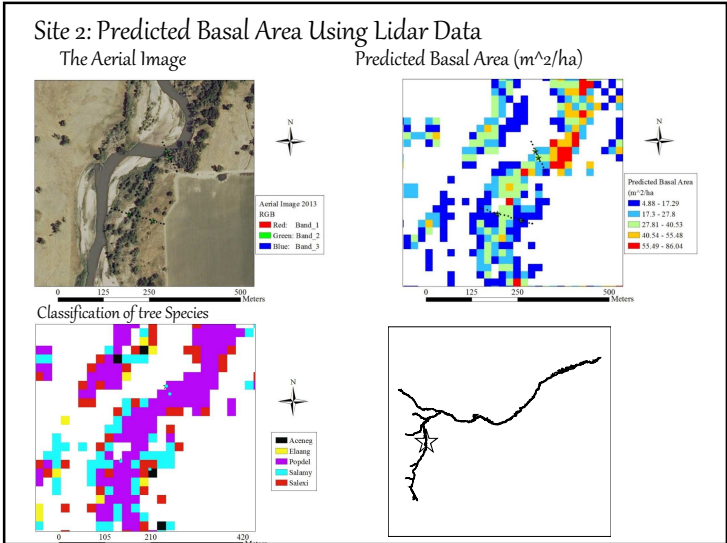 Site 2: Predicted Basal Area Using Lidar Data
The Aerial Image
Predicted Basal Area (m^2/ha)
N
Aerial Image 2013
RGB
Red: Band_1
Green: Band_2
Blue: Band_3
0 125 250 500
Meters
N
Predicted Basal Area
(m^2/ha
4.88 - 17.29
17.3 - 27.8
27.81 - 40.53
40.54 - 55.48
55.49 - 86.04
0 125 250 500
Meters
Classification of tree Species
N
Aceneg
Elaang
Popdel
Salamy
Salexi
0 105 210 420
Meters